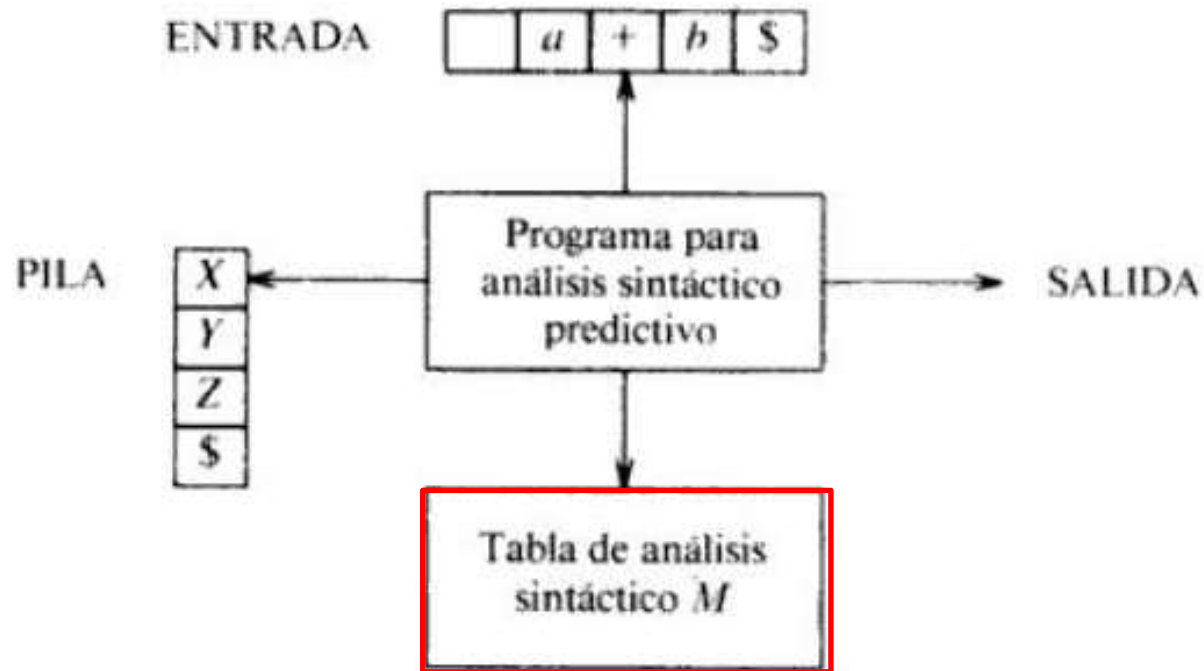 ENTRADA
a + b $
Programa para
análisis sintáctico
predictivo
PILA
X
Y
Z
$
SALIDA
Tabla de análisis
sintáctico M